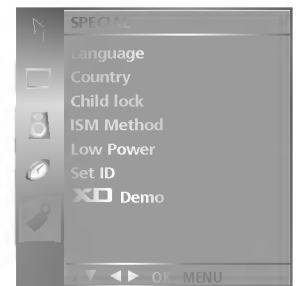 SPECIAL
Language
Country
Child lock
ISM Method
Low Power
Set ID
XD Demo
OK MENU